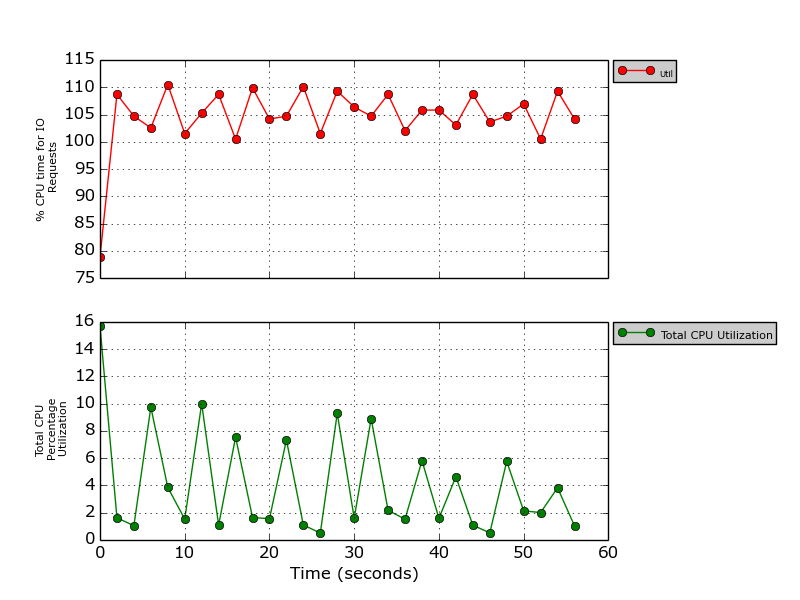 115
110
105
100
95
90
85
80
75
% CPU time for IO
Requests
Util
16
14
12
10
8
6
4
2
0
Total CPU
Percentage
Utilization
Total CPU Utilization
0 10 20 30 40 50 60
Time (seconds)